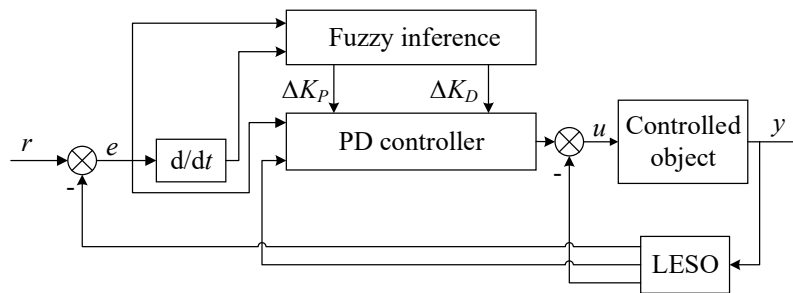 Fuzzy inference
ΔK_P
ΔK_D
r
-
e
d/dt
PD controller
-
u
Controlled
object
y
LESO